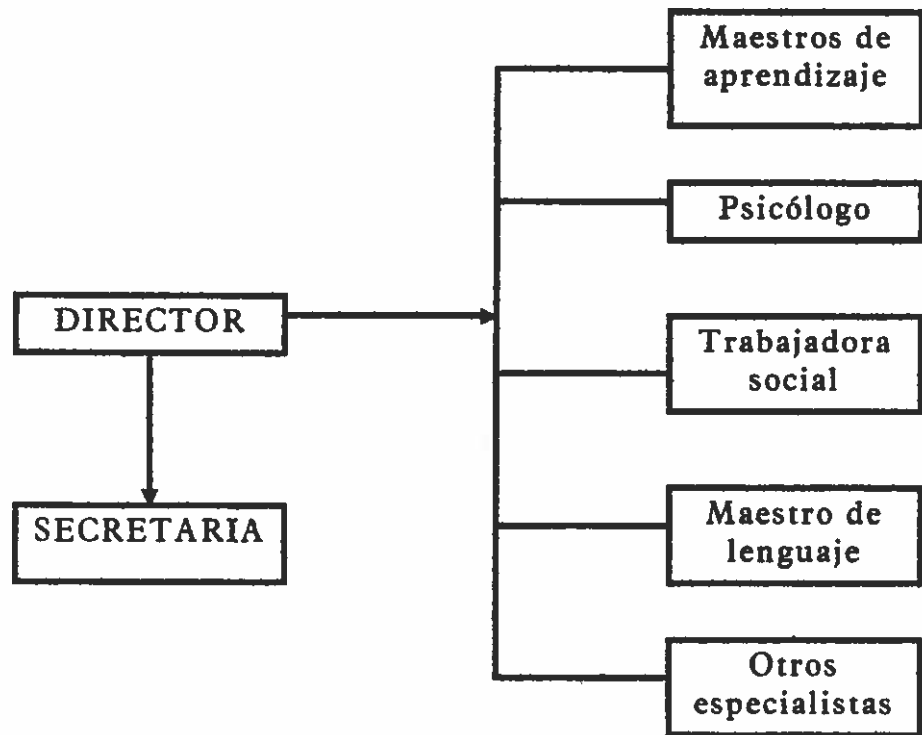 Maestros de
aprendizaje
Psicólogo
DIRECTOR
Trabajadora
social
SECRETARIA
Maestro de
lenguaje
Otros
especialistas